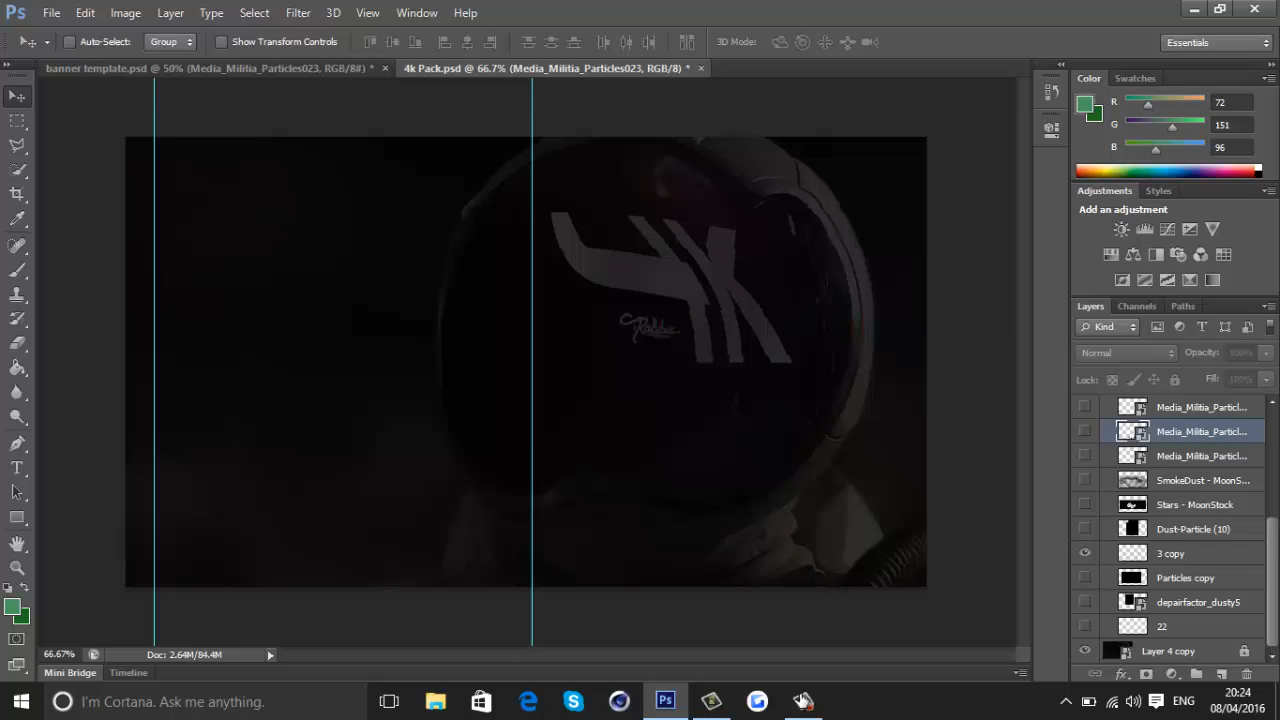 Ps File Edit Image Layer Type Select Filter 3D View Window Help
Auto-Select: Group Show Transform Controls 3D Mode: Essentials
banner template.psd @ 50% (Media_Militia_Particles023, RGB/8#) * × 4k Pack.psd @ 66.7% (Media_Militia_Particles023, RGB/8) * ×
Color Swatches
R 72
G 151
B 96
Adjustments Styles
Add an adjustment
Layers Channels Paths
Kind
Normal Opacity: 100%
Lock: Fill: 100%
Media_Militia_Particl...
Media_Militia_Particl...
Media_Militia_Particl...
SmokeDust - MoonS...
Stars - MoonStock
Dust-Particle (10)
3 copy
Particles copy
depairfactor_dusty5
22
Layer 4 copy
66.67% Doc: 2.64M/84.4M
Mini Bridge Timeline
I'm Cortana. Ask me anything.
ENG
20:24
08/04/2016